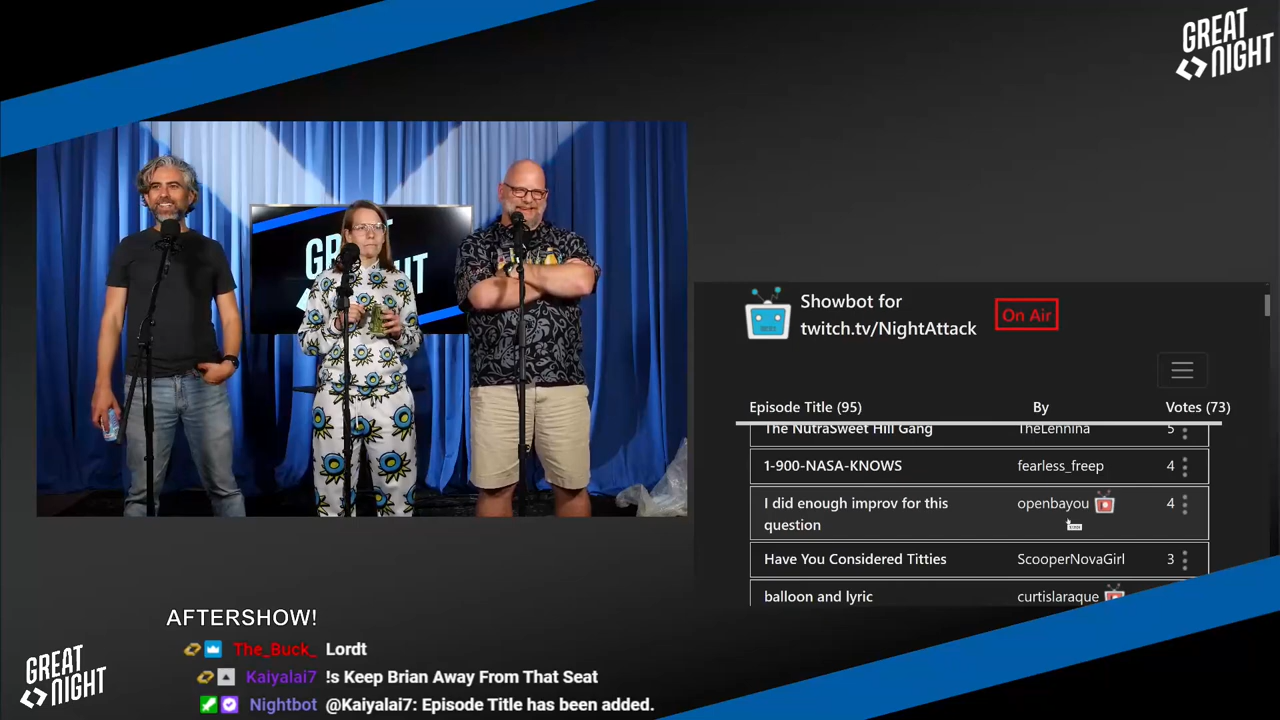 GREAT
NIGHT
GREAT
NIGHT
Showbot for
twitch.tv/NightAttack
On Air
Episode Title (95) By Votes (73)
The NutraSweet Hill Gang TheLennina 5
1-900-NASA-KNOWS fearless_freep 4
I did enough improv for this
question openbayou 4
Have You Considered Titties ScooperNovaGirl 3
balloon and lyric curtislaraque
AFTERSHOW!
The_Buck_ Lordt
Kaiyalai7 !s Keep Brian Away From That Seat
Nightbot @Kaiyalai7: Episode Title has been added.
GREAT
NIGHT